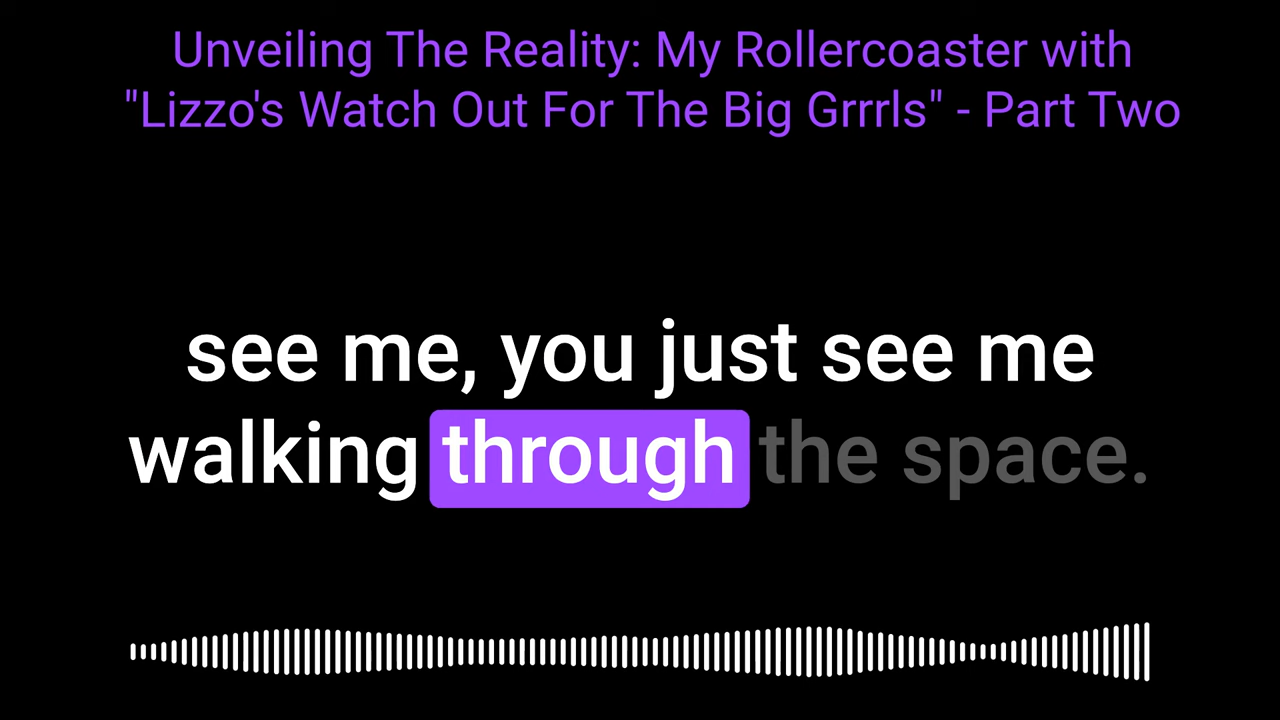 Unveiling The Reality: My Rollercoaster with
"Lizzo's Watch Out For The Big Grrrls" - Part Two
see me, you just see me
walking through the space.